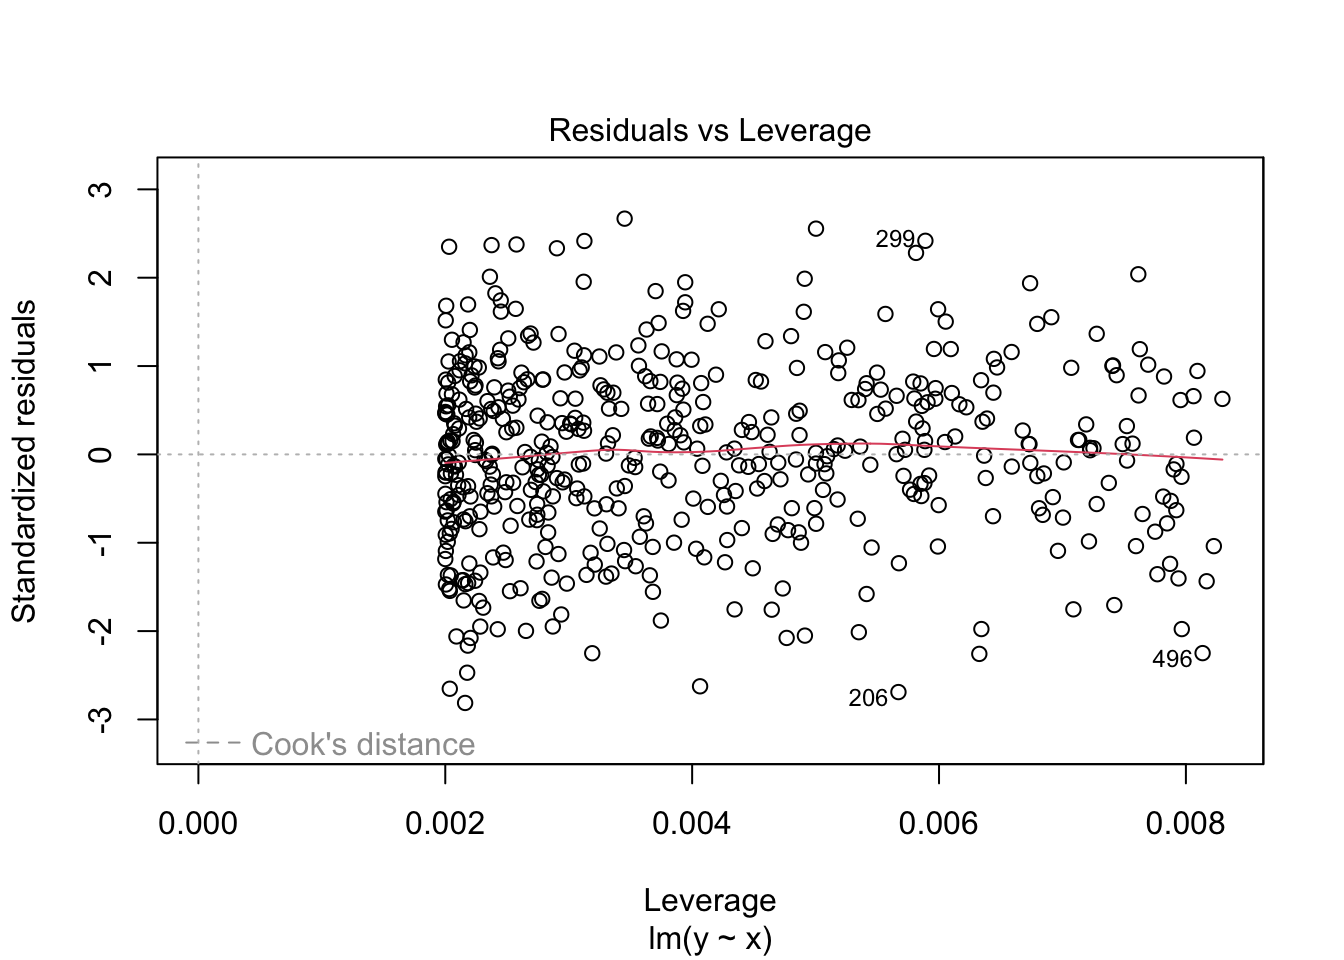 Residuals vs Leverage
Standardized residuals
3
2
1
0
-1
-2
-3
299
496
206
Cook's distance
0.000 0.002 0.004 0.006 0.008
Leverage
lm(y ~ x)